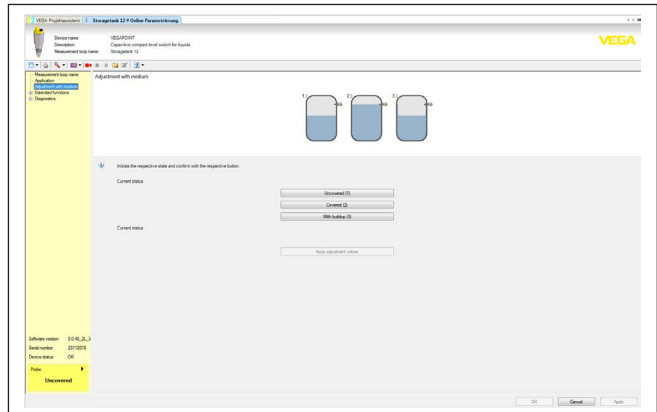 VEGA-Projektassistent
Storagetank 12 # Online Parametrierung
Device name: VEGAPOINT
Description: Capacitive compact level switch for liquids
Measurement loop name: Storagetank 12
VEGA
Measurement loop name
Application
Adjustment with medium
Extended functions
Diagnostics
Adjustment with medium
1) 2) 3)
Initiate the respective state and confirm with the respective button.
Current status
Uncovered (1)
Covered (2)
With buildup (3)
Current status
Apply adjustment values
Software version
Serial number 23112018
Device status OK
Probe
Uncovered
OK Cancel Apply